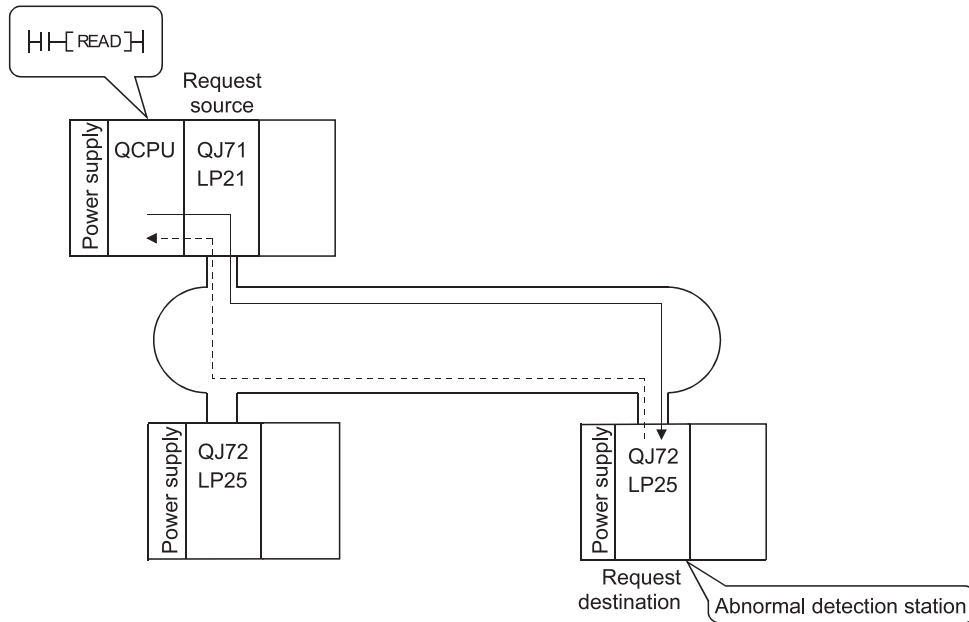 READ
Request
source
Power supply
QCPU
QJ71
LP21
Power supply
QJ72
LP25
Power supply
QJ72
LP25
Request
destination
Abnormal detection station